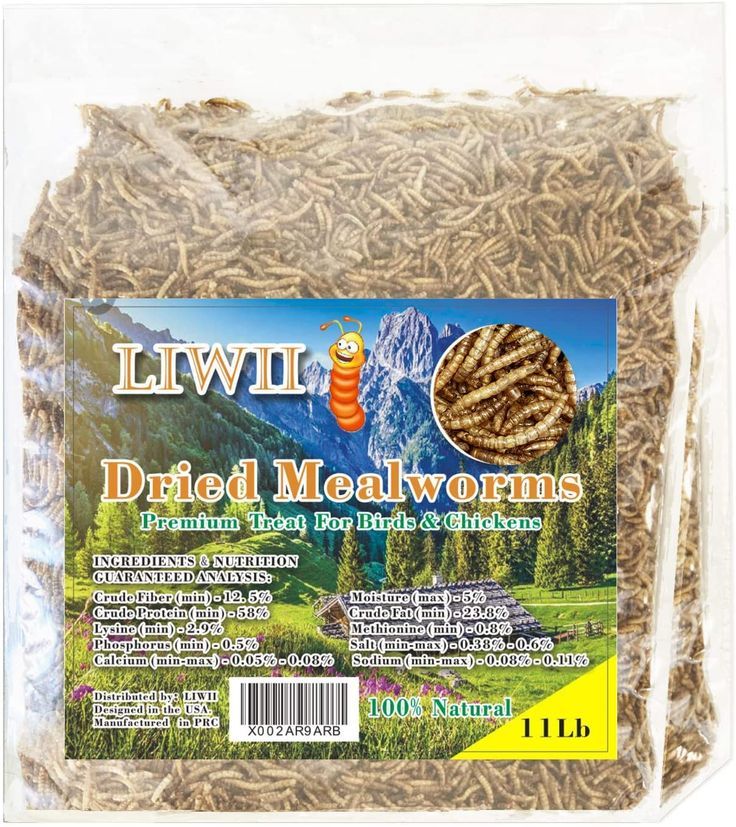 LIWII
Dried Mealworms
Premium Treat For Birds & Chickens
INGREDIENTS & NUTRITION
GUARANTEED ANALYSIS:
Crude Fiber (min) - 12. 5%
Crude Protein (min) - 58%
Lysine (min) - 2.9%
Phosphorus (min) - 0.5%
Calcium (min-max) - 0.05% - 0.08%
Moisture (max) - 5%
Crude Fat (min) - 23.8%
Methionine (min) - 0.8%
Salt (min-max) - 0.38% - 0.6%
Sodium (min-max) - 0.08% - 0.11%
Distributed by: LIWII
Designed in the USA.
Manufactured in PRC
X002AR9ARB
100% Natural
11Lb